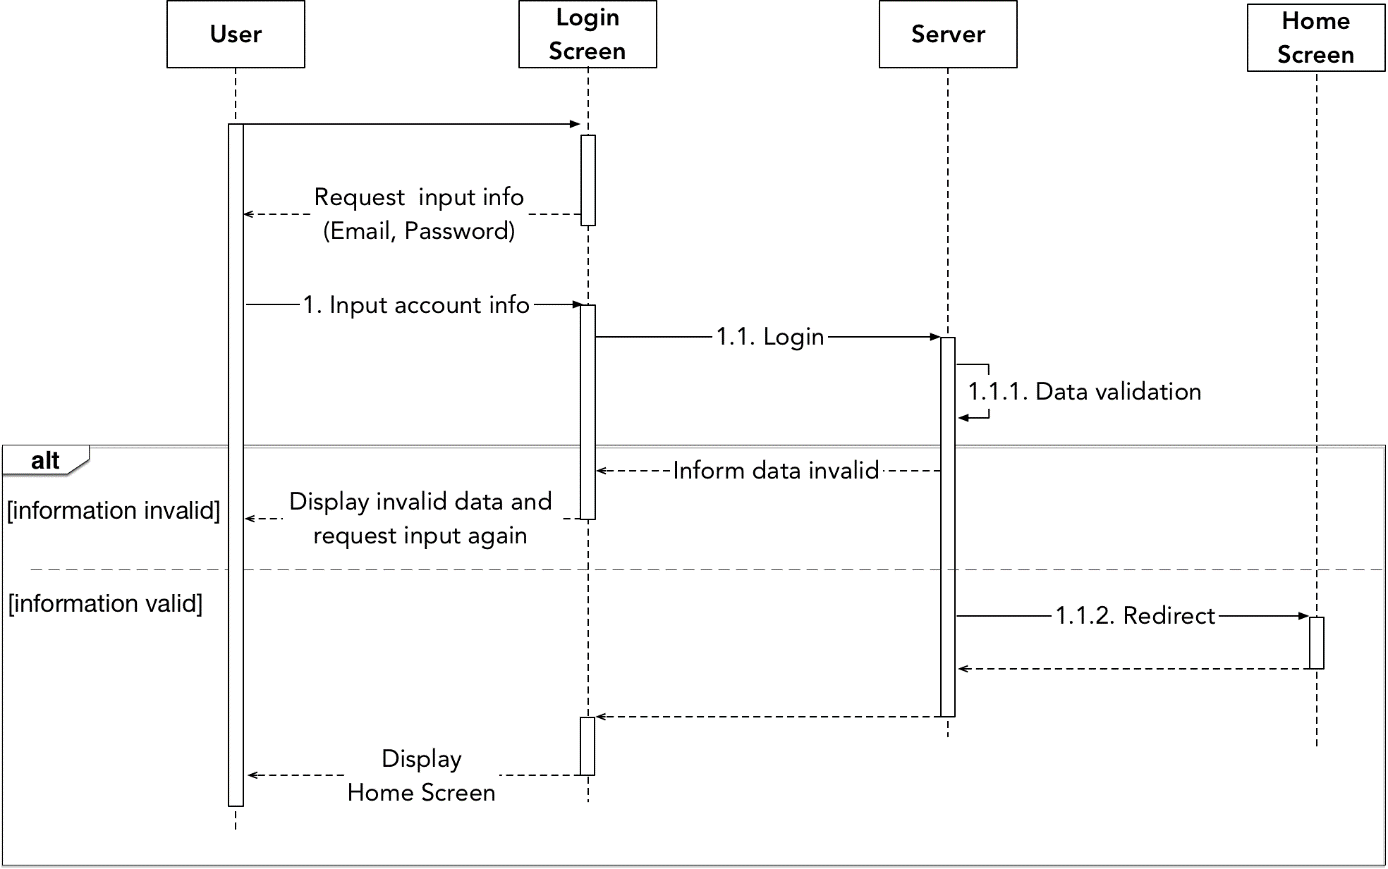 User
Login
Screen
Server
Home
Screen
Request input info
(Email, Password)
1. Input account info
1.1. Login
1.1.1. Data validation
alt
Inform data invalid
[information invalid]
Display invalid data and
request input again
[information valid]
1.1.2. Redirect
Display
Home Screen